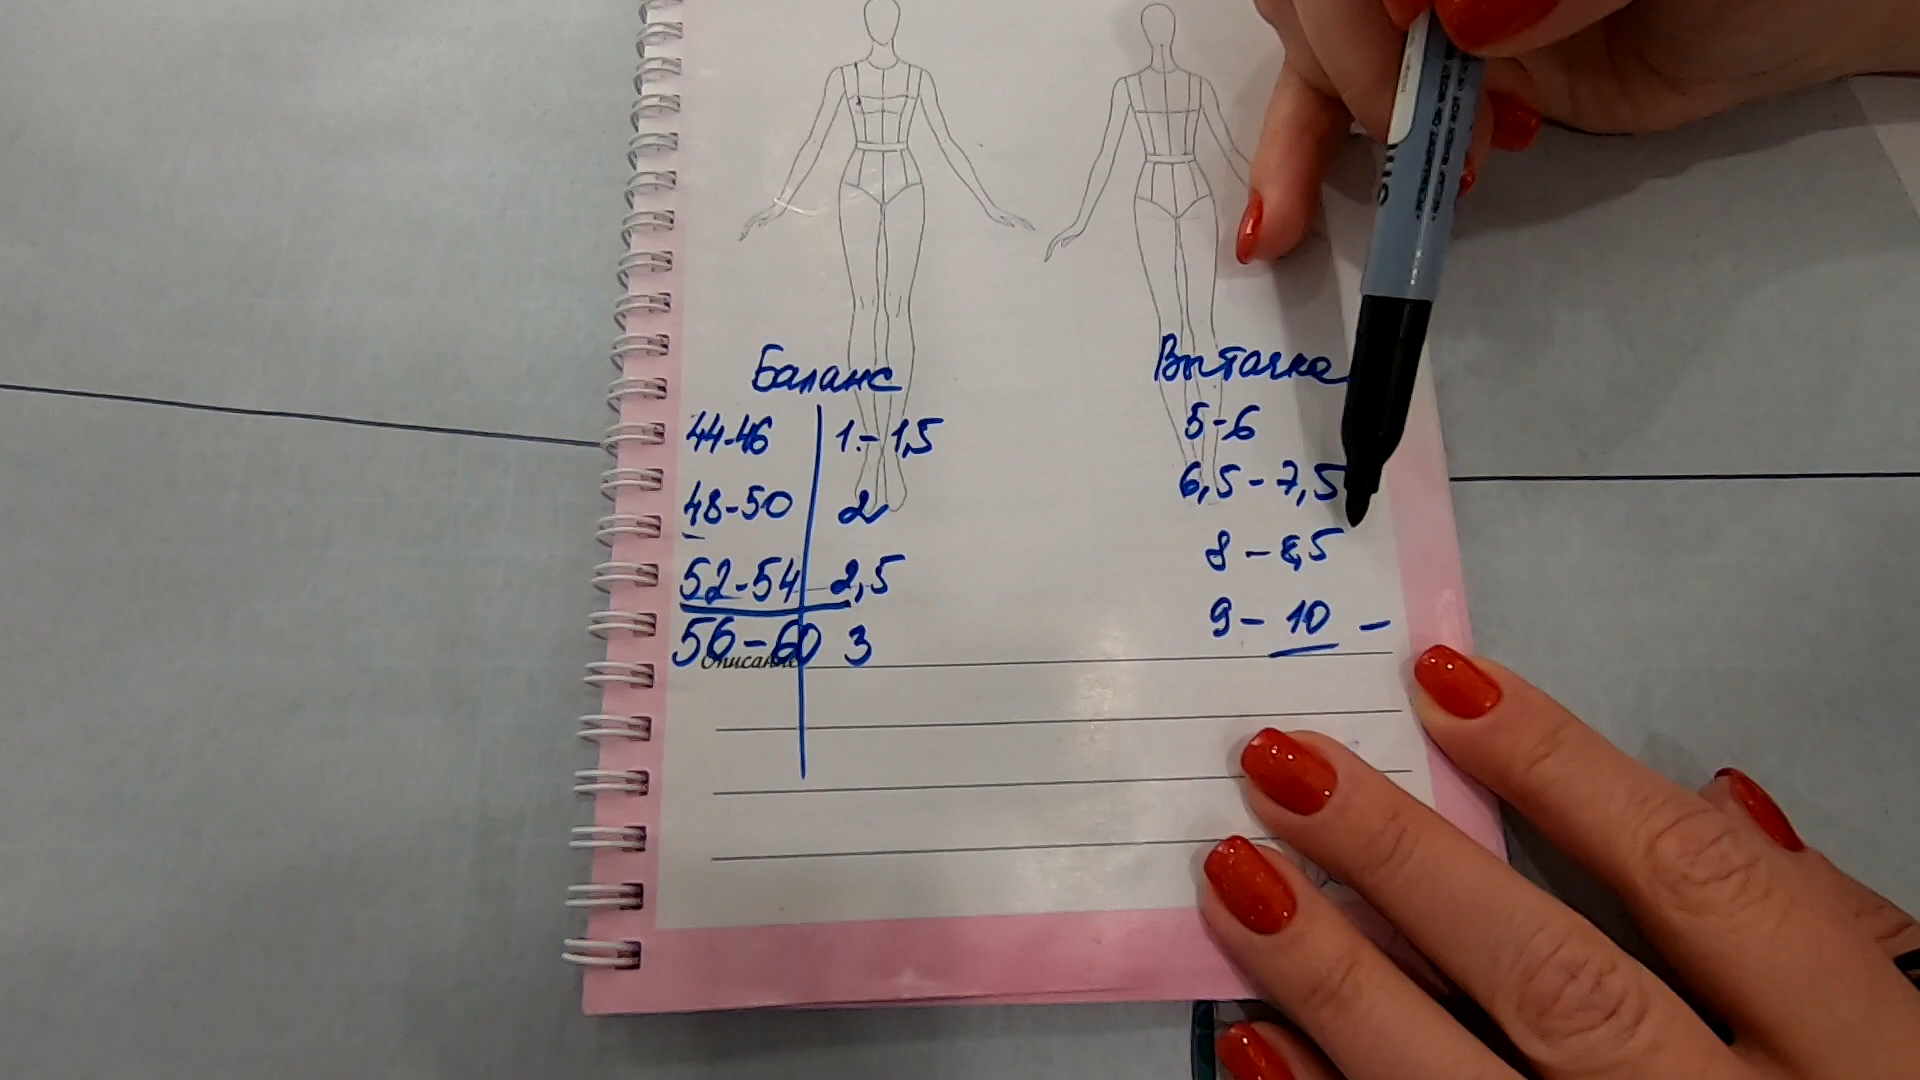 Баланс Вытачка
44-46 1.-1,5 5-6
48-50 2 6,5-7,5
52-54 2,5 8-8,5
56-60 3 9-10 -
Описание